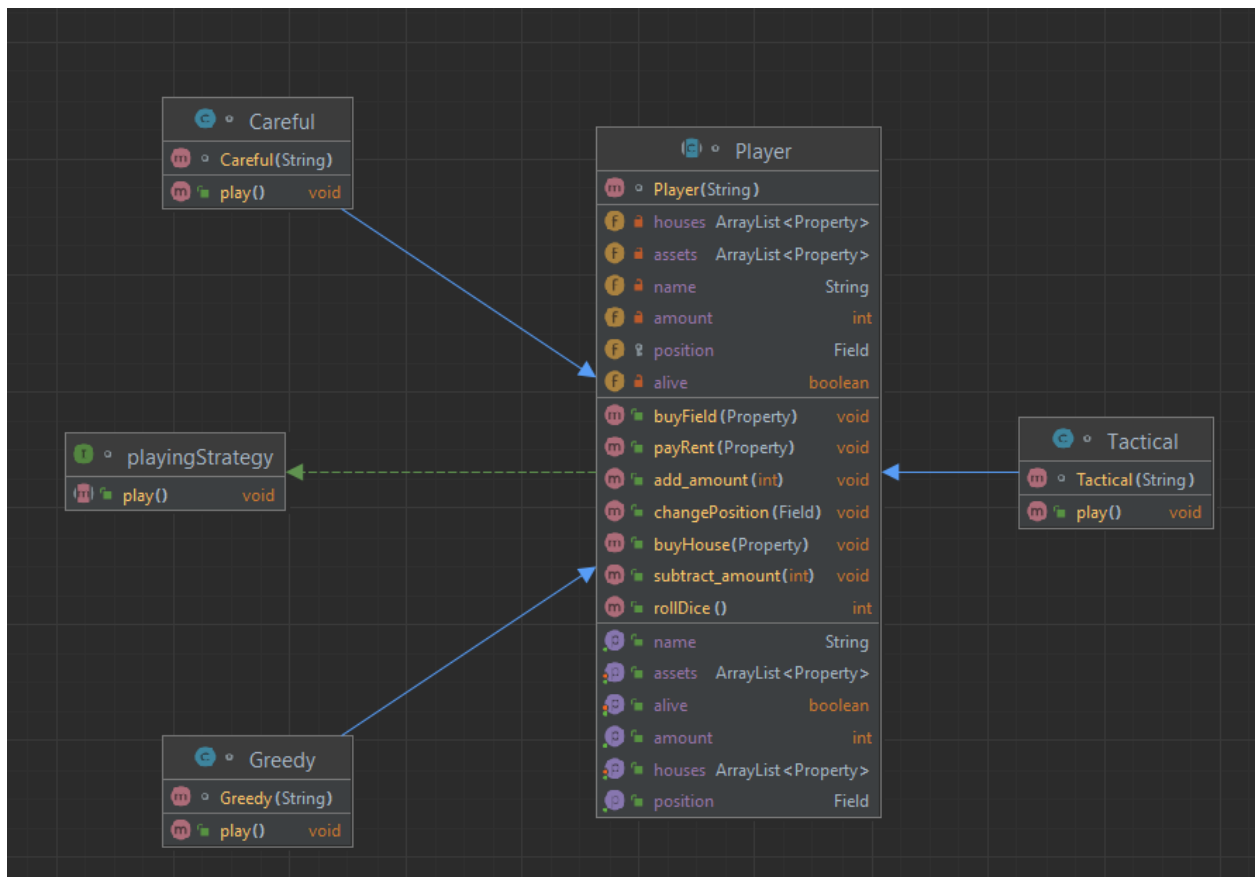 Careful
Careful(String)
play() void
Player
Player(String)
houses ArrayList<Property>
assets ArrayList<Property>
name String
amount int
position Field
alive boolean
buyField(Property) void
payRent(Property) void
add_amount(int) void
changePosition(Field) void
buyHouse(Property) void
subtract_amount(int) void
rollDice() int
name String
assets ArrayList<Property>
alive boolean
amount int
houses ArrayList<Property>
position Field
playingStrategy
play() void
Tactical
Tactical(String)
play() void
Greedy
Greedy(String)
play() void